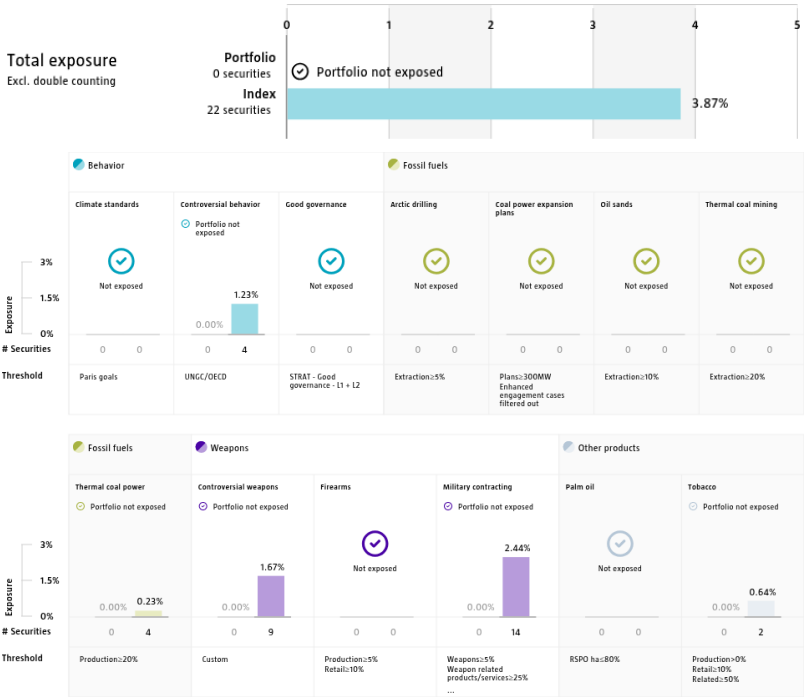 0 1 2 3 4 5
Total exposure
Excl. double counting
Portfolio
0 securities
Portfolio not exposed
Index
22 securities
3.87%
Behavior
Fossil fuels
Climate standards
Controversial behavior
Good governance
Arctic drilling
Coal power expansion
plans
Oil sands
Thermal coal mining
Portfolio not
exposed
Not exposed
Not exposed
Not exposed
Not exposed
Not exposed
Not exposed
Exposure
3%
1.5%
0%
0.00%
1.23%
# Securities
0 0 0 4 0 0 0 0 0 0 0 0 0 0
Threshold
Paris goals
UNGC/OECD
STRAT - Good
governance - L1 + L2
Extraction≥5%
Plans≥300MW
Enhanced
engagement cases
filtered out
Extraction≥10%
Extraction≥20%
Fossil fuels
Weapons
Other products
Thermal coal power
Controversial weapons
Firearms
Military contracting
Palm oil
Tobacco
Portfolio not exposed
Portfolio not exposed
Portfolio not exposed
Portfolio not exposed
Not exposed
Not exposed
Exposure
3%
1.5%
0%
0.00%
0.23%
0.00%
1.67%
0.00%
2.44%
0.00%
0.64%
# Securities
0 4 0 9 0 0 0 14 0 0 0 2
Threshold
Production≥20%
Custom
Production≥5%
Retail≥10%
Weapons≥5%
Weapon related
products/services≥25%
...
RSPO ha≤80%
Production>0%
Retail≥10%
Related≥50%